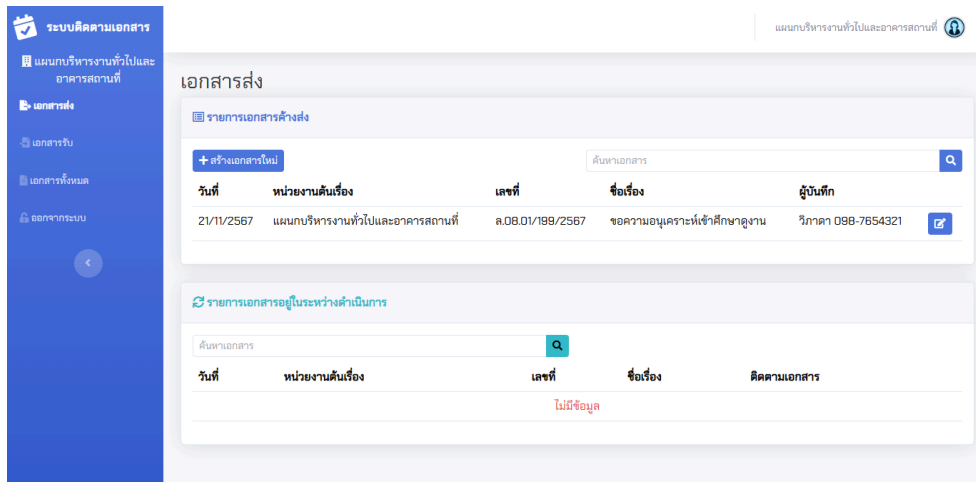 ระบบติดตามเอกสาร
แผนกบริหารงานทั่วไปและอาคารสถานที่
แผนกบริหารงานทั่วไปและ
อาคารสถานที่
เอกสารส่ง
เอกสารรับ
เอกสารทั้งหมด
ออกจากระบบ
เอกสารส่ง
รายการเอกสารค้างส่ง
สร้างเอกสารใหม่ ค้นหาเอกสาร
วันที่ หน่วยงานต้นเรื่อง เลขที่ ชื่อเรื่อง ผู้บันทึก
21/11/2567 แผนกบริหารงานทั่วไปและอาคารสถานที่ ล.08.01/199/2567 ขอความอนุเคราะห์เข้าศึกษาดูงาน วิภาดา 098-7654321
รายการเอกสารอยู่ในระหว่างดำเนินการ
ค้นหาเอกสาร
วันที่ หน่วยงานต้นเรื่อง เลขที่ ชื่อเรื่อง ติดตามเอกสาร
ไม่มีข้อมูล